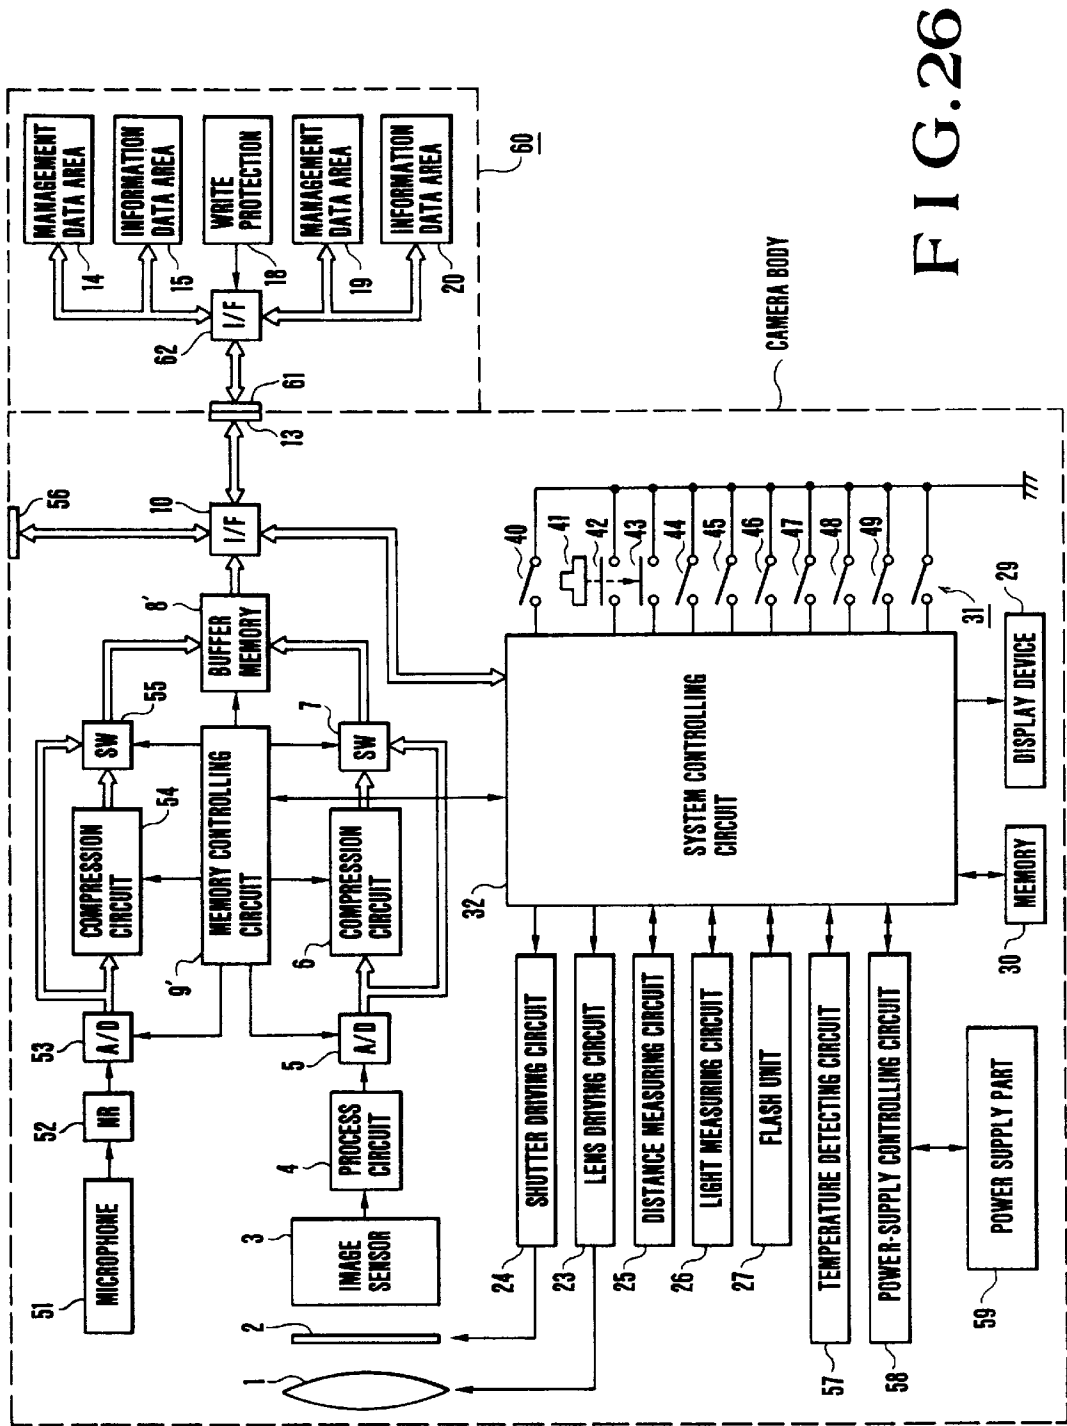 FIG.26
MANAGEMENT
DATA AREA
14
INFORMATION
DATA AREA
15
WRITE
PROTECTION
18
MANAGEMENT
DATA AREA
19
INFORMATION
DATA AREA
20
I/F
62
60
61
13
CAMERA BODY
56
10
I/F
8'
BUFFER
MEMORY
55
SW
7
SW
54
COMPRESSION
CIRCUIT
9'
MEMORY CONTROLLING
CIRCUIT
6
COMPRESSION
CIRCUIT
53
A/D
5
A/D
52
NR
51
MICROPHONE
4
PROCESS
CIRCUIT
3
IMAGE
SENSOR
2
1
40
41
42
43
44
45
46
47
48
49
31
32
SYSTEM CONTROLLING
CIRCUIT
29
DISPLAY DEVICE
30
MEMORY
24
SHUTTER DRIVING CIRCUIT
23
LENS DRIVING CIRCUIT
25
DISTANCE MEASURING CIRCUIT
26
LIGHT MEASURING CIRCUIT
27
FLASH UNIT
57
TEMPERATURE DETECTING CIRCUIT
58
POWER-SUPPLY CONTROLLING CIRCUIT
59
POWER SUPPLY PART